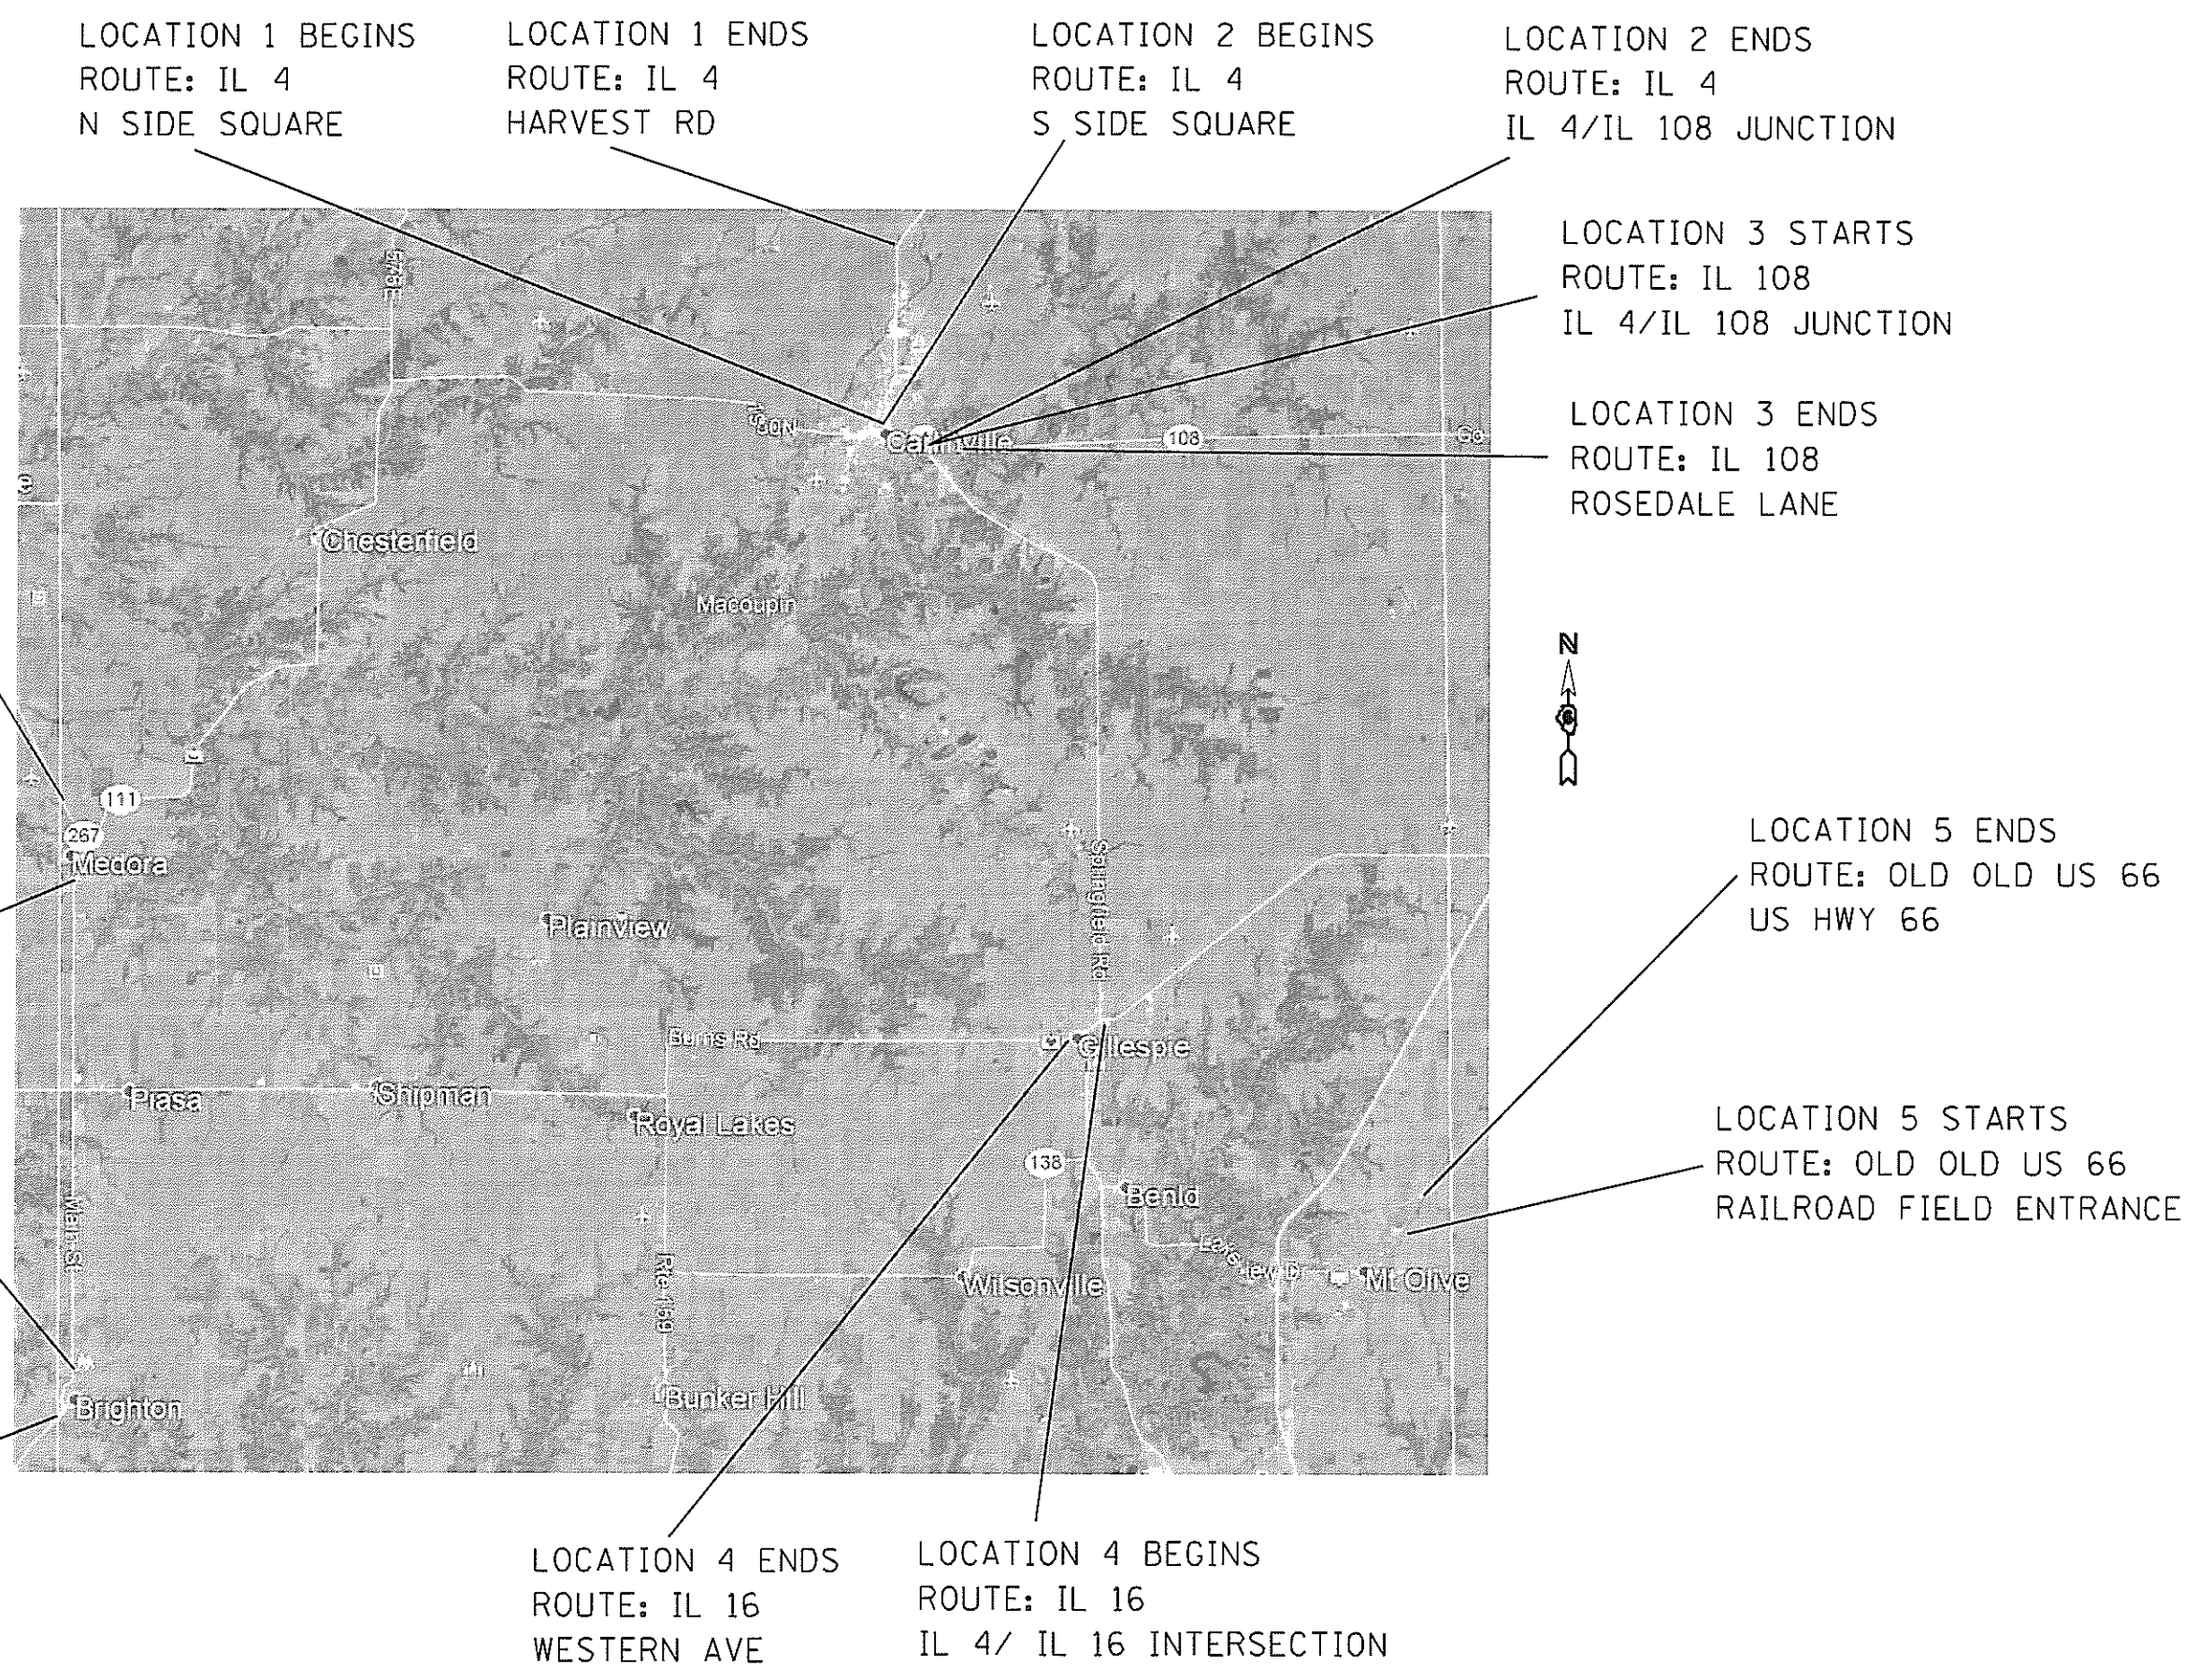 LOCATION 1 BEGINS
ROUTE: IL 4
N SIDE SQUARE
LOCATION 1 ENDS
ROUTE: IL 4
HARVEST RD
LOCATION 2 BEGINS
ROUTE: IL 4
S SIDE SQUARE
LOCATION 2 ENDS
ROUTE: IL 4
IL 4/IL 108 JUNCTION
LOCATION 3 STARTS
ROUTE: IL 108
IL 4/IL 108 JUNCTION
LOCATION 3 ENDS
ROUTE: IL 108
ROSEDALE LANE
Carlinville
108
Chesterfield
Macoupin
N
111
267
Medora
Springfield Rd
Plainview
LOCATION 5 ENDS
ROUTE: OLD OLD US 66
US HWY 66
Burns Rd
Gillespie
Piasa
Shipman
Royal Lakes
138
Benld
LOCATION 5 STARTS
ROUTE: OLD OLD US 66
RAILROAD FIELD ENTRANCE
Main St
Rte 159
Wilsonville
Mt Olive
Brighton
Bunker Hill
LOCATION 4 ENDS
ROUTE: IL 16
WESTERN AVE
LOCATION 4 BEGINS
ROUTE: IL 16
IL 4/ IL 16 INTERSECTION